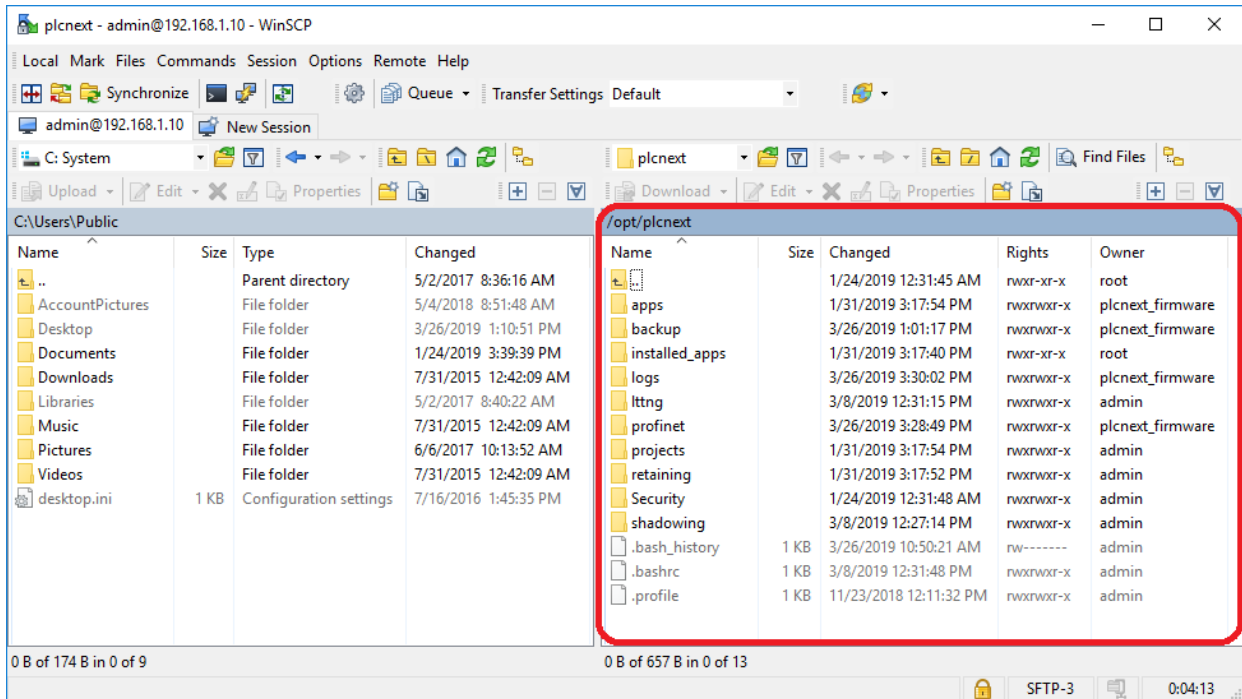 plcnext - admin@192.168.1.10 - WinSCP
Local Mark Files Commands Session Options Remote Help
Synchronize Queue Transfer Settings Default
admin@192.168.1.10 New Session
C: System plcnext Find Files
Upload Edit Properties Download Edit Properties
C:\Users\Public /opt/plcnext
Name Size Type Changed Name Size Changed Rights Owner
.. Parent directory 5/2/2017 8:36:16 AM .. 1/24/2019 12:31:45 AM rwxr-xr-x root
AccountPictures File folder 5/4/2018 8:51:48 AM apps 1/31/2019 3:17:54 PM rwxrwxr-x plcnext_firmware
Desktop File folder 3/26/2019 1:10:51 PM backup 3/26/2019 1:01:17 PM rwxrwxr-x plcnext_firmware
Documents File folder 1/24/2019 3:39:39 PM installed_apps 1/31/2019 3:17:40 PM rwxr-xr-x root
Downloads File folder 7/31/2015 12:42:09 AM logs 3/26/2019 3:30:02 PM rwxrwxr-x plcnext_firmware
Libraries File folder 5/2/2017 8:40:22 AM lttng 3/8/2019 12:31:15 PM rwxrwxr-x admin
Music File folder 7/31/2015 12:42:09 AM profinet 3/26/2019 3:28:49 PM rwxrwxr-x plcnext_firmware
Pictures File folder 6/6/2017 10:13:52 AM projects 1/31/2019 3:17:54 PM rwxrwxr-x admin
Videos File folder 7/31/2015 12:42:09 AM retaining 1/31/2019 3:17:52 PM rwxrwxr-x admin
desktop.ini 1 KB Configuration settings 7/16/2016 1:45:35 PM Security 1/24/2019 12:31:48 AM rwxrwxr-x admin
shadowing 3/8/2019 12:27:14 PM rwxrwxr-x admin
.bash_history 1 KB 3/26/2019 10:50:21 AM rw------- admin
.bashrc 1 KB 3/8/2019 12:31:48 PM rwxrwxr-x admin
.profile 1 KB 11/23/2018 12:11:32 PM rwxrwxr-x admin
0 B of 174 B in 0 of 9 0 B of 657 B in 0 of 13
SFTP-3 0:04:13